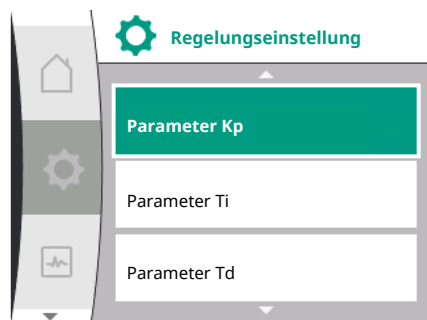 Regelungseinstellung
Parameter Kp
Parameter Ti
Parameter Td